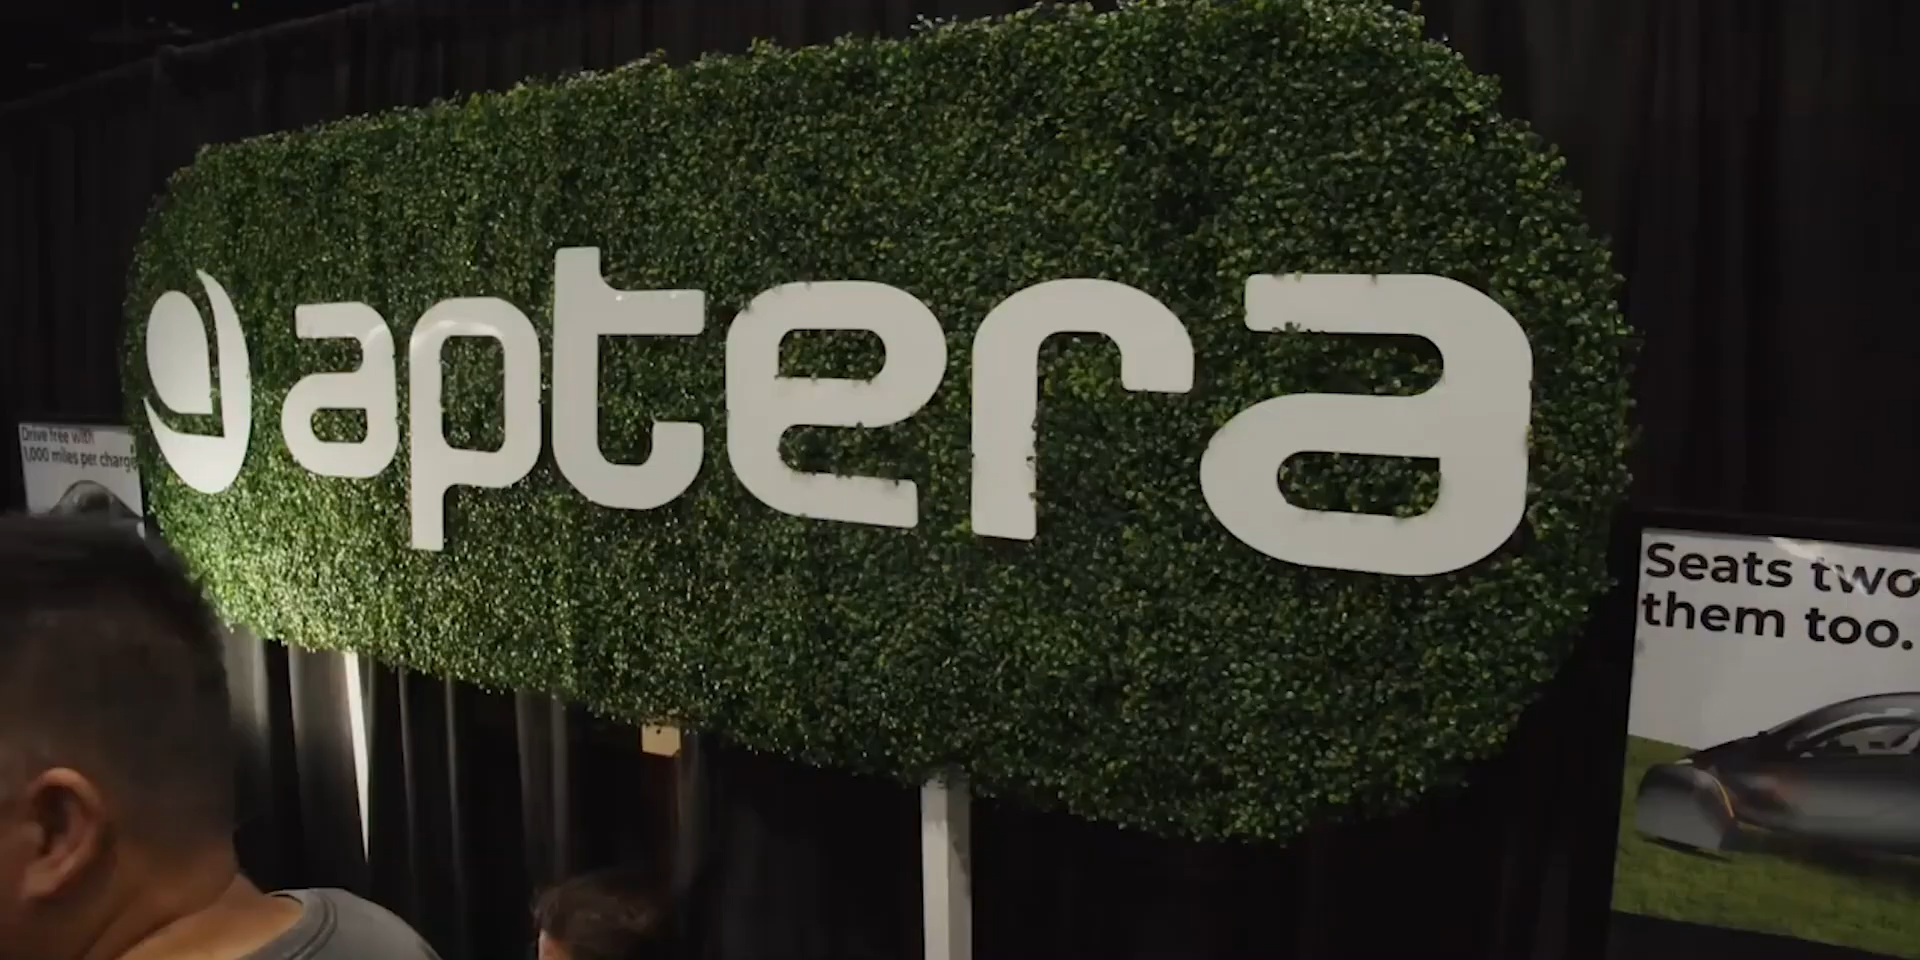 aptera
Drive free with
1,000 miles per charge
Seats two
them too.